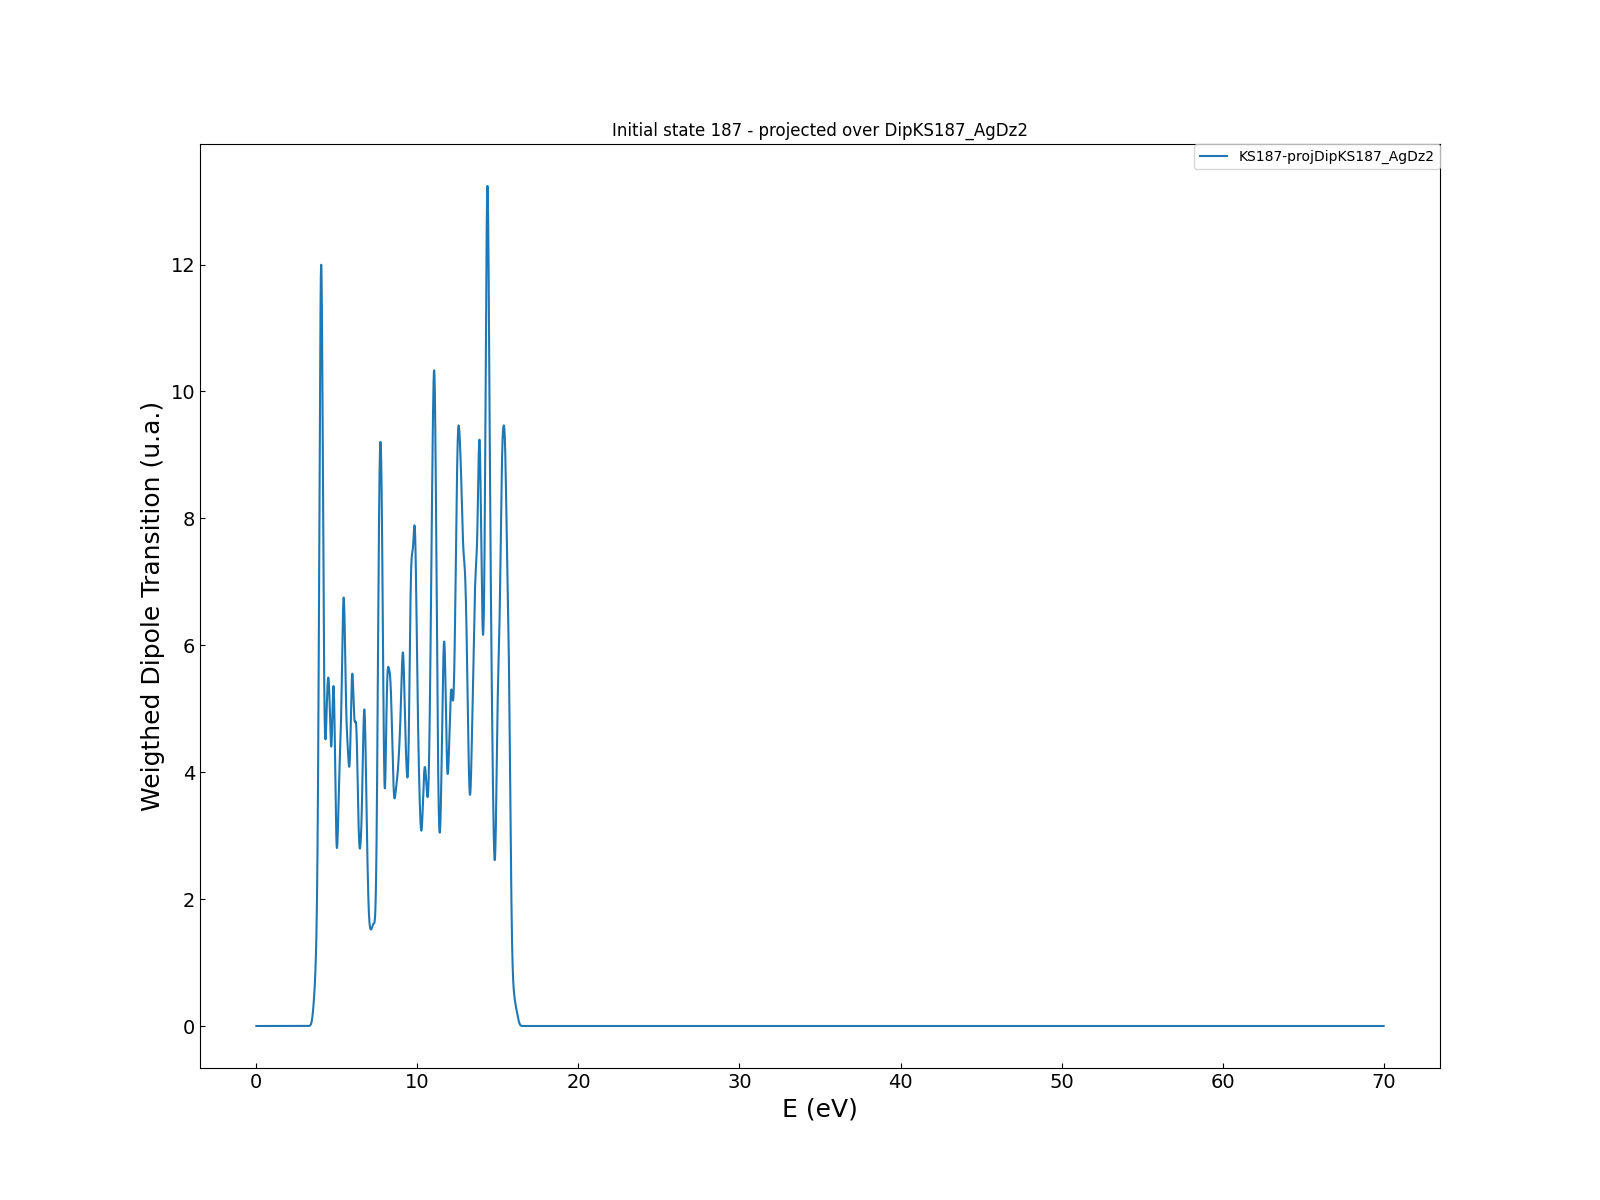 Initial state 187 - projected over DipKS187_AgDz2
KS187-projDipKS187_AgDz2
Weigthed Dipole Transition (u.a.)
12
10
8
6
4
2
0
0 10 20 30 40 50 60 70
E (eV)